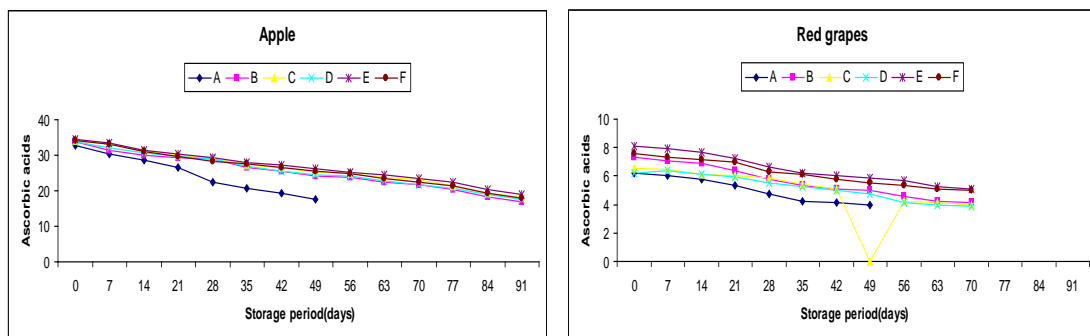 Apple
A B C D E F
40
30
20
10
0
Ascorbic acids
0 7 14 21 28 35 42 49 56 63 70 77 84 91
Storage period(days)
Red grapes
A B C D E F
10
8
6
4
2
0
Ascorbic acids
0 7 14 21 28 35 42 49 56 63 70 77 84 91
Storage period(days)